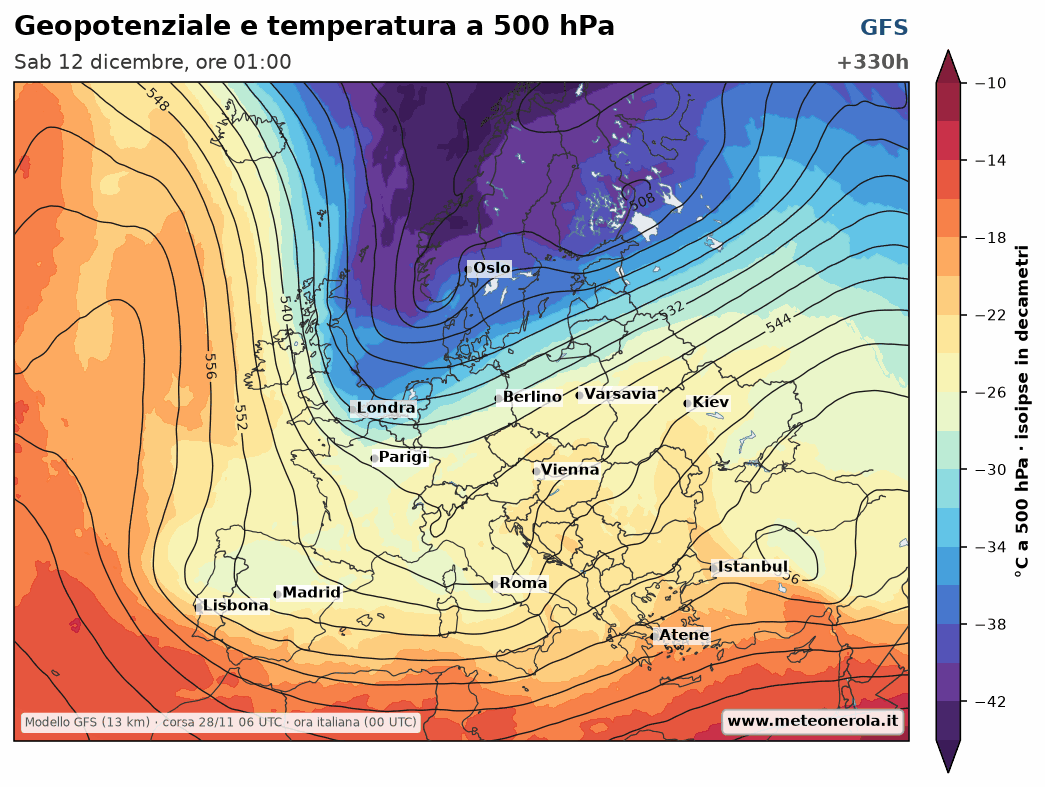 Geopotenziale e temperatura a 500 hPa
GFS
Sab 12 dicembre, ore 01:00
+330h
548
508
Oslo
540
532
544
556
552
Londra
Berlino
Varsavia
Kiev
Parigi
Vienna
Madrid
Lisbona
Roma
Istanbul
56
Atene
Modello GFS (13 km) · corsa 28/11 06 UTC · ora italiana (00 UTC)
www.meteonerola.it
−10
−14
−18
−22
−26
−30
−34
−38
−42
°C a 500 hPa · isoipse in decametri